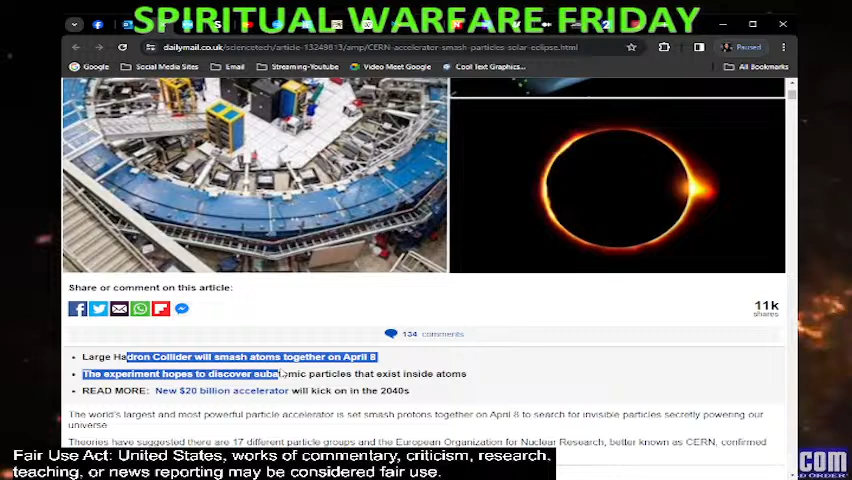 SPIRITUAL WARFARE FRIDAY
dailymail.co.uk/sciencetech/article-13249813/amp/CERN-accelerator-smash-particles-solar-eclipse.html
Paused
Google
Social Media Sites
Email
Streaming-Youtube
Video Meet Google
Cool Text Graphics...
All Bookmarks
Share or comment on this article:
11k
shares
134 comments
Large Hadron Collider will smash atoms together on April 8
The experiment hopes to discover subatomic particles that exist inside atoms
READ MORE: New $20 billion accelerator will kick on in the 2040s
The world's largest and most powerful particle accelerator is set smash protons together on April 8 to search for invisible particles secretly powering our
universe.
Theories have suggested there are 17 different particle groups and the European Organization for Nuclear Research, better known as CERN, confirmed
Fair Use Act: United States, works of commentary, criticism, research,
teaching, or news reporting may be considered fair use.
COM
D ORDER